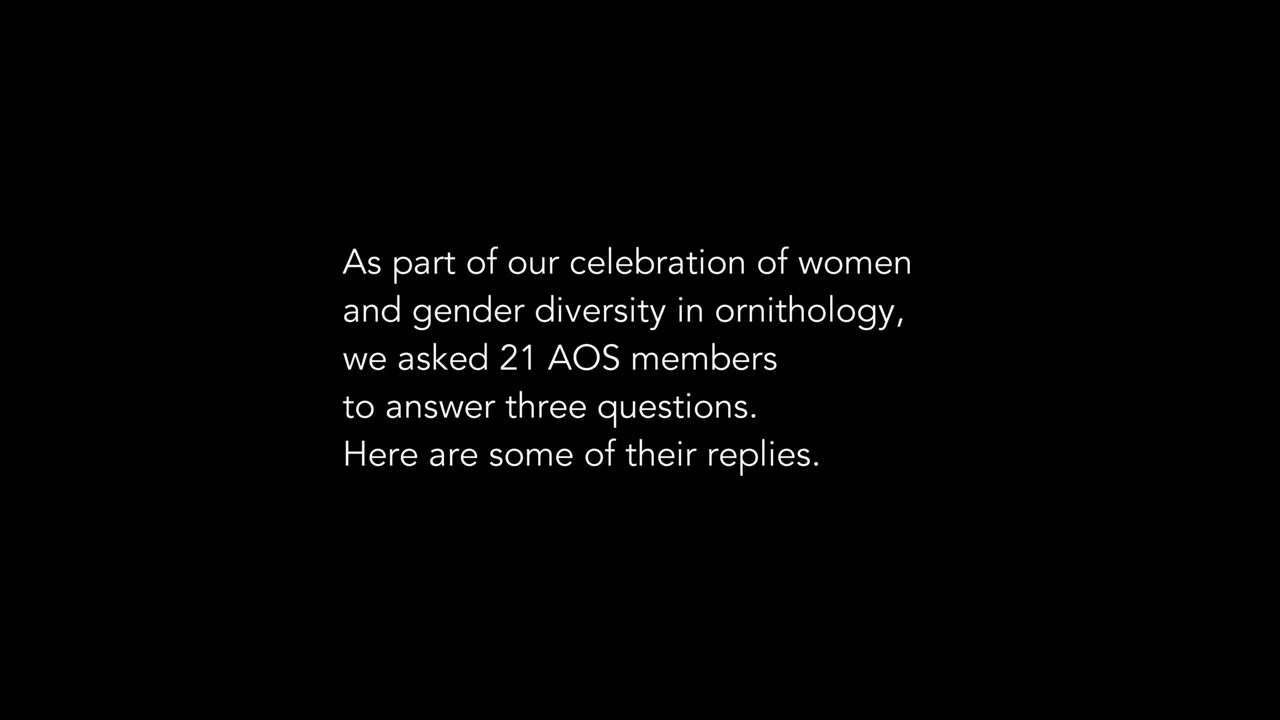 As part of our celebration of women
and gender diversity in ornithology,
we asked 21 AOS members
to answer three questions.
Here are some of their replies.